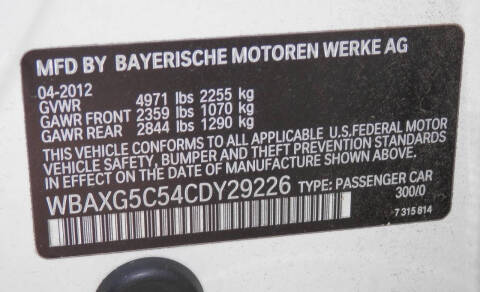 MFD BY BAYERISCHE MOTOREN WERKE AG
04-2012
GVWR 4971 lbs 2255 kg
GAWR FRONT 2359 lbs 1070 kg
GAWR REAR 2844 lbs 1290 kg
THIS VEHICLE CONFORMS TO ALL APPLICABLE U.S.FEDERAL MOTOR
VEHICLE SAFETY, BUMPER AND THEFT PREVENTION STANDARDS
IN EFFECT ON THE DATE OF MANUFACTURE SHOWN ABOVE.
WBAXG5C54CDY29226 TYPE: PASSENGER CAR
300/0
7 315 814